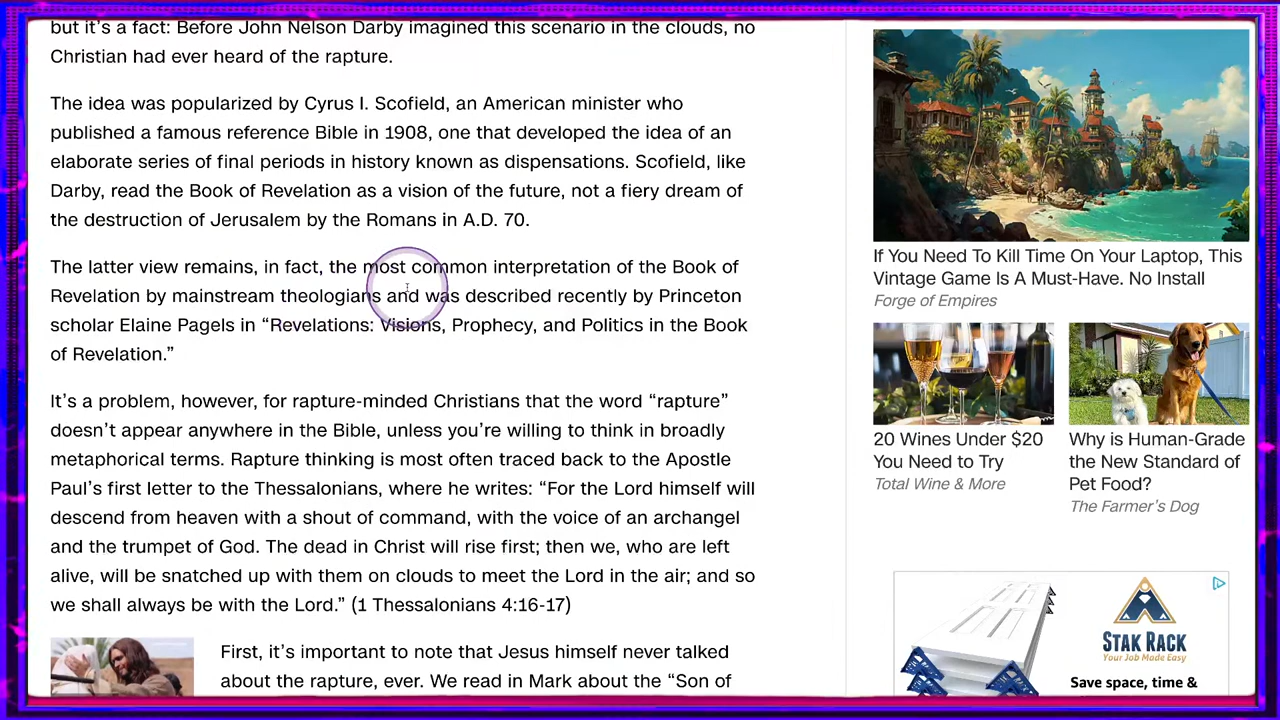 but it's a fact: Before John Nelson Darby imagined this scenario in the clouds, no
Christian had ever heard of the rapture.
The idea was popularized by Cyrus I. Scofield, an American minister who
published a famous reference Bible in 1908, one that developed the idea of an
elaborate series of final periods in history known as dispensations. Scofield, like
Darby, read the Book of Revelation as a vision of the future, not a fiery dream of
the destruction of Jerusalem by the Romans in A.D. 70.
The latter view remains, in fact, the most common interpretation of the Book of
Revelation by mainstream theologians and was described recently by Princeton
scholar Elaine Pagels in “Revelations: Visions, Prophecy, and Politics in the Book
of Revelation.”
It’s a problem, however, for rapture-minded Christians that the word “rapture”
doesn’t appear anywhere in the Bible, unless you’re willing to think in broadly
metaphorical terms. Rapture thinking is most often traced back to the Apostle
Paul’s first letter to the Thessalonians, where he writes: “For the Lord himself will
descend from heaven with a shout of command, with the voice of an archangel
and the trumpet of God. The dead in Christ will rise first; then we, who are left
alive, will be snatched up with them on clouds to meet the Lord in the air; and so
we shall always be with the Lord.” (1 Thessalonians 4:16-17)
First, it’s important to note that Jesus himself never talked
about the rapture, ever. We read in Mark about the “Son of
If You Need To Kill Time On Your Laptop, This
Vintage Game Is A Must-Have. No Install
Forge of Empires
20 Wines Under $20
You Need to Try
Total Wine & More
Why is Human-Grade
the New Standard of
Pet Food?
The Farmer's Dog
STAK RACK
Your Job Made Easy
Save space, time &